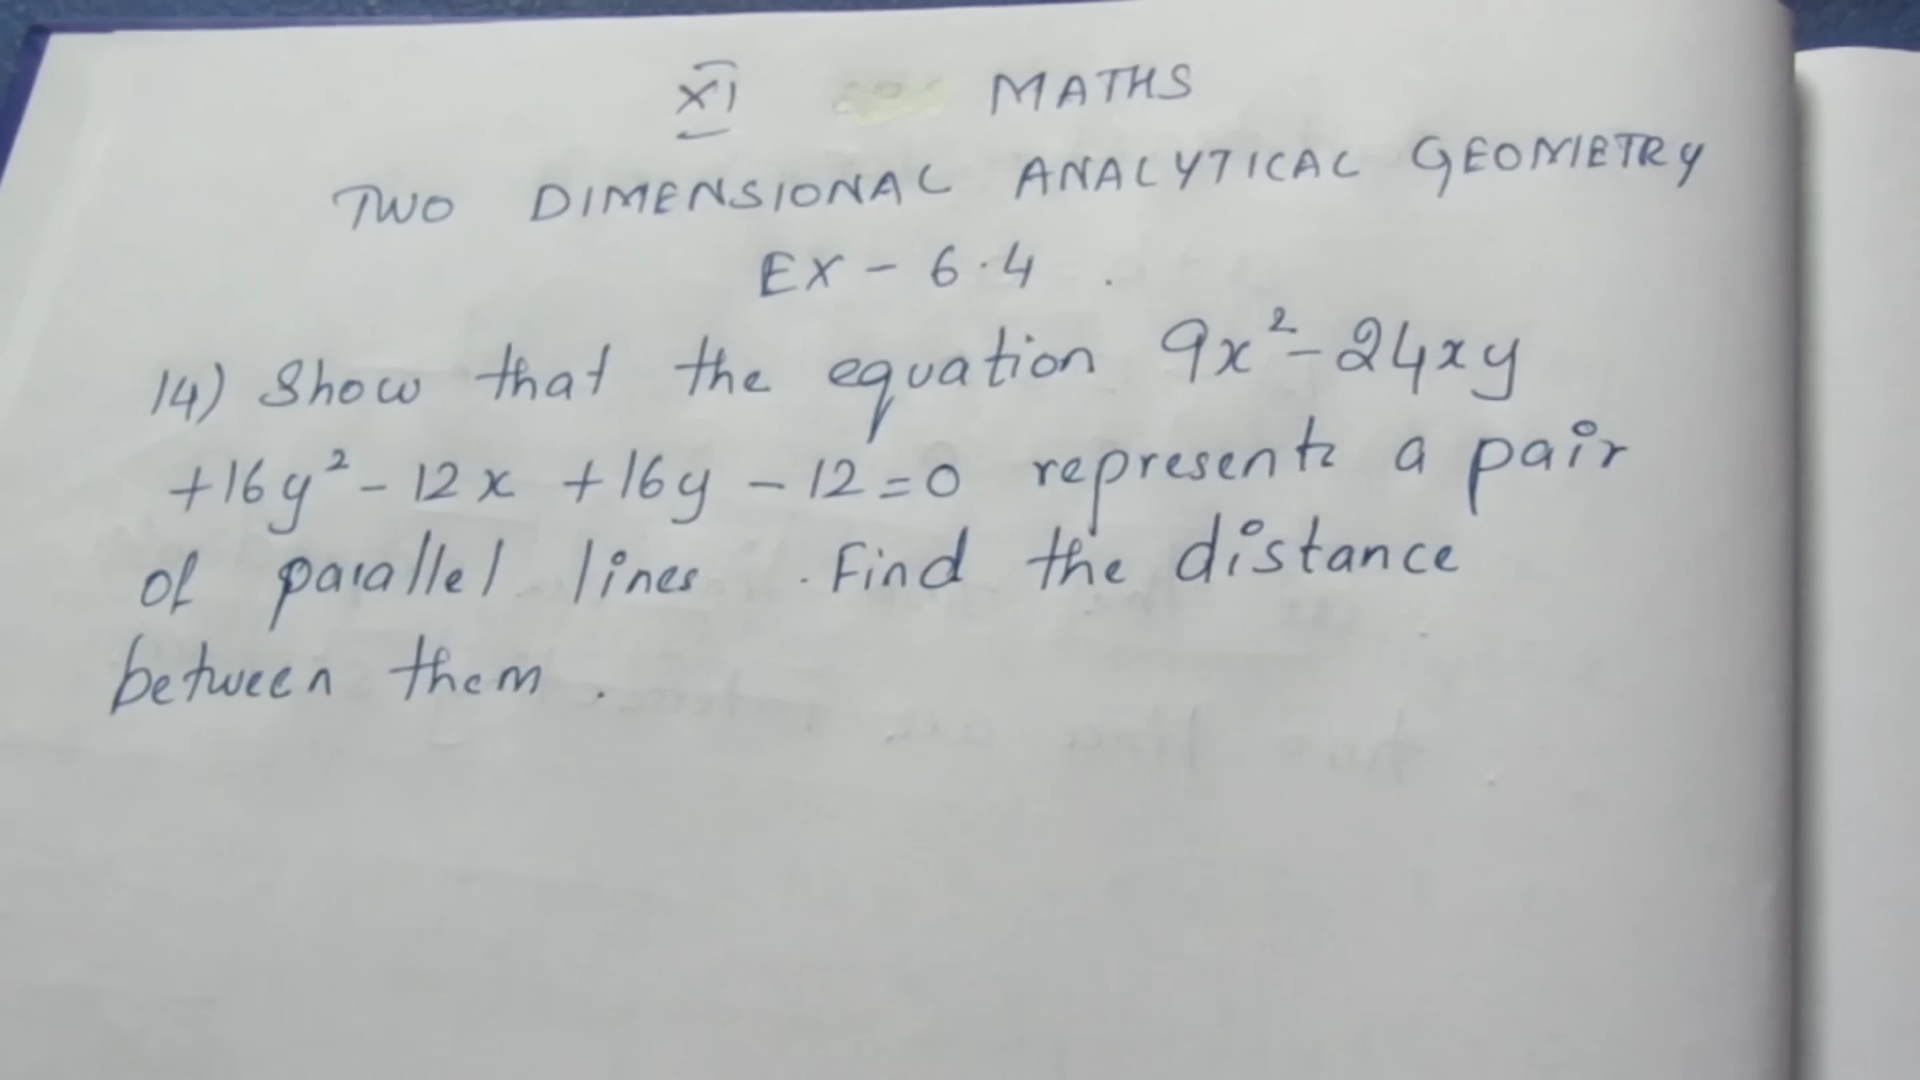 XI MATHS
TWO DIMENSIONAL ANALYTICAL GEOMETRY
EX - 6.4.
14) Show that the equation 9x² - 24xy
+16y² - 12x +16y - 12 = 0 represents a pair
of parallel lines. Find the distance
between them.